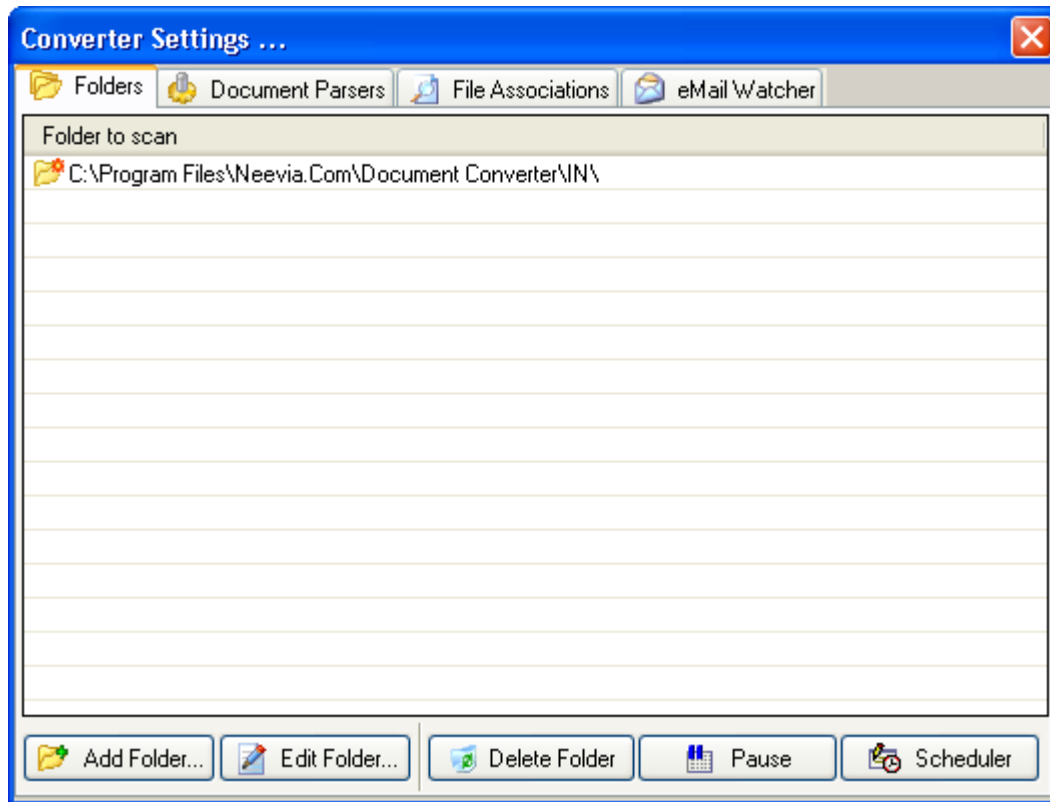 Converter Settings ...
Folders Document Parsers File Associations eMail Watcher
Folder to scan
C:\Program Files\Neevia.Com\Document Converter\IN\
Add Folder... Edit Folder... Delete Folder Pause Scheduler